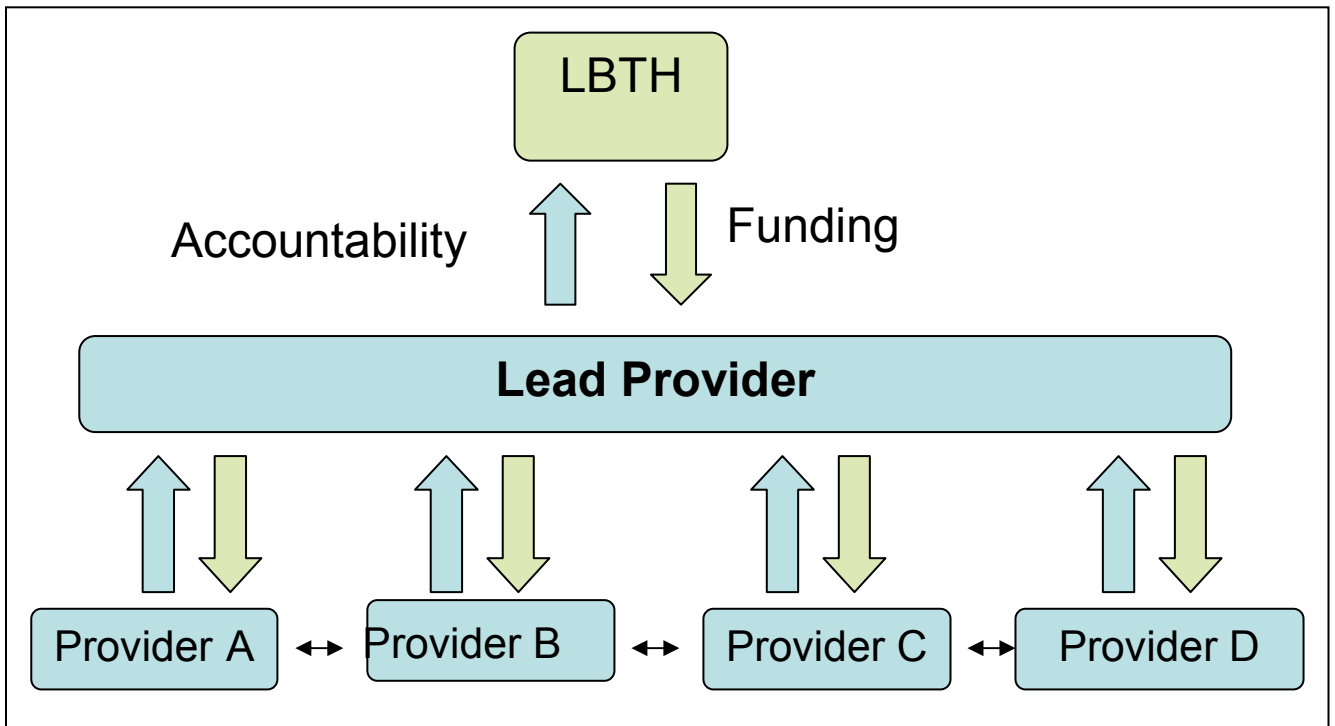 LBTH
Accountability
Funding
Lead Provider
Provider A
Provider B
Provider C
Provider D